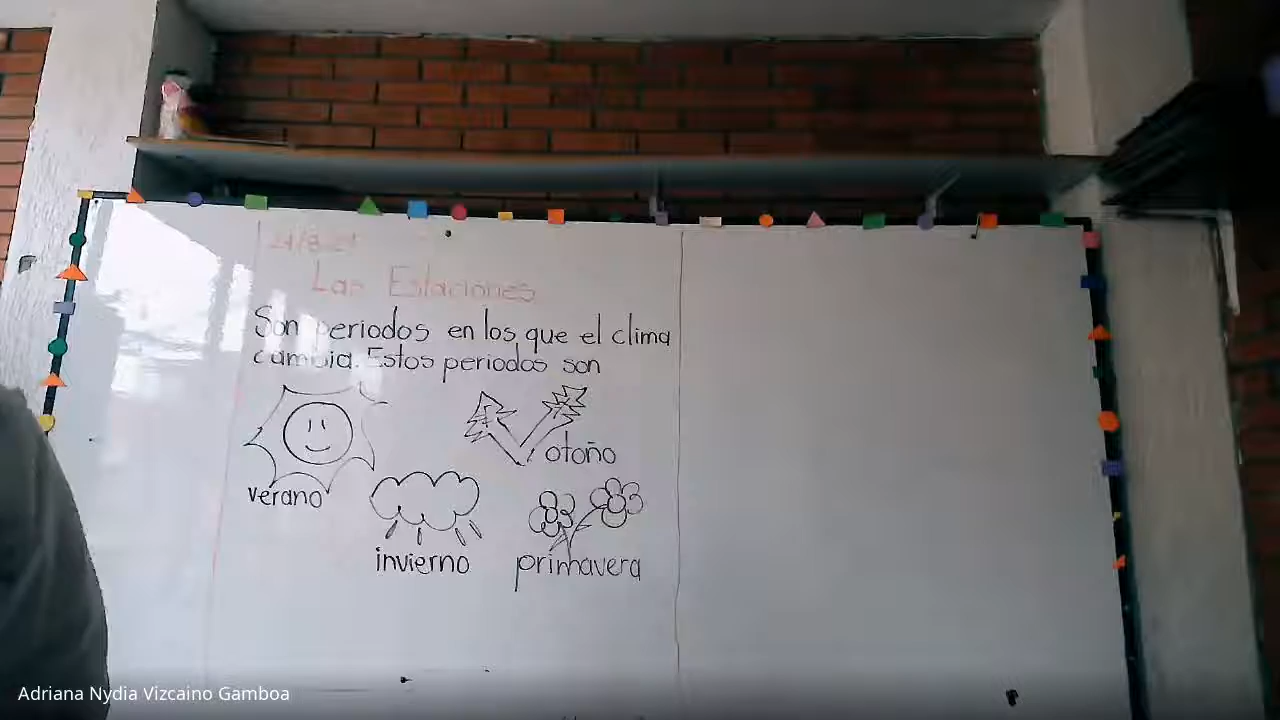 Las Estaciones
Son periodos en los que el clima
cambia. Estos periodos son
otoño
verano
invierno
primavera
Adriana Nydia Vizcaino Gamboa